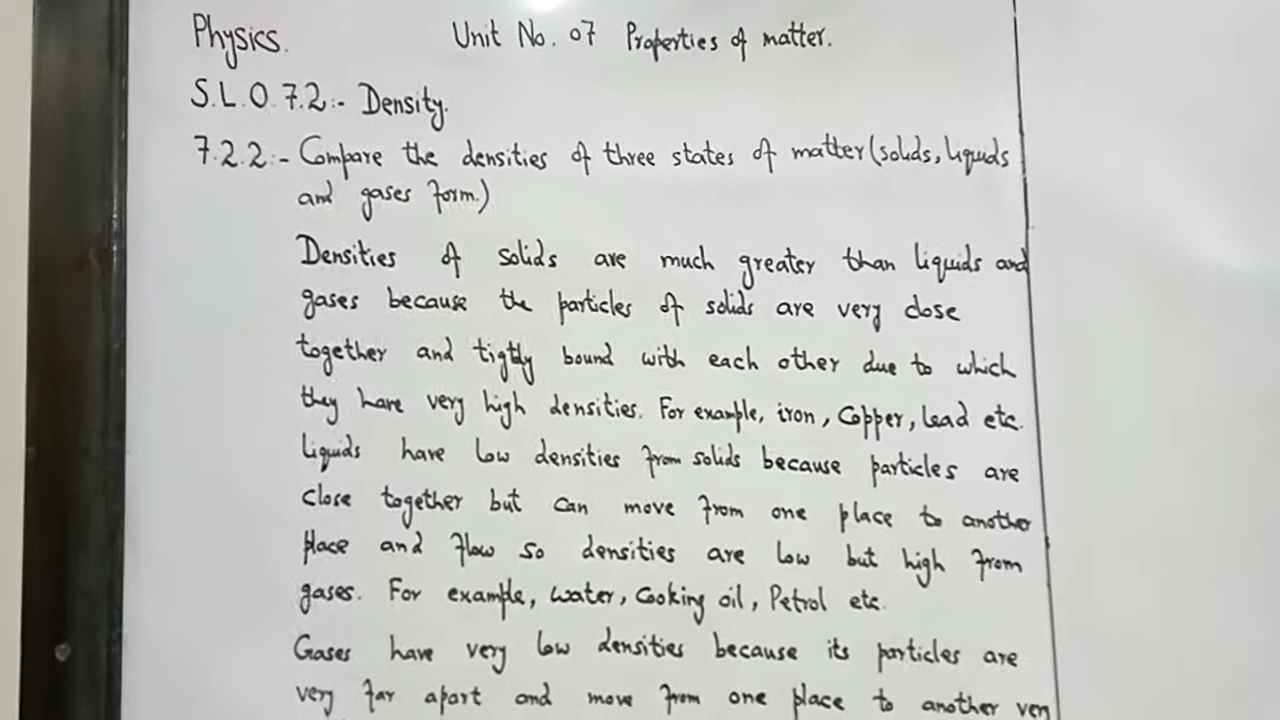 Physics. Unit No. 07 Properties of matter.
S.L.O 7.2:- Density.
7.2.2:- Compare the densities of three states of matter (solids, liquids
and gases form.)
Densities of solids are much greater than liquids and
gases because the particles of solids are very close
together and tigtly bound with each other due to which
they have very high densities. For example, iron, Copper, lead etc.
liquids have low densities from solids because particles are
close together but can move from one place to another
place and flow so densities are low but high from
gases. For example, water, Cooking oil, Petrol etc.
Gases have very low densities because its particles are
very far apart and move from one place to another very